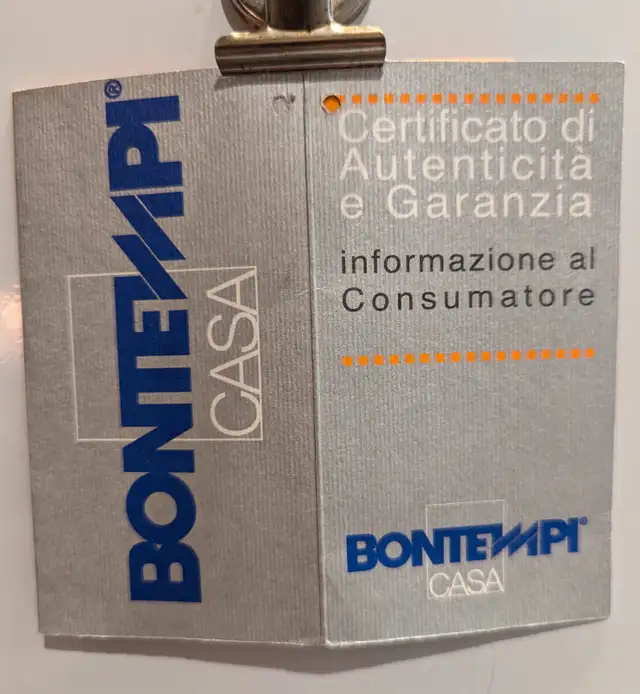 BONTEMPI®
CASA
Certificato di
Autenticità
e Garanzia
informazione al
Consumatore
BONTEMPI®
CASA